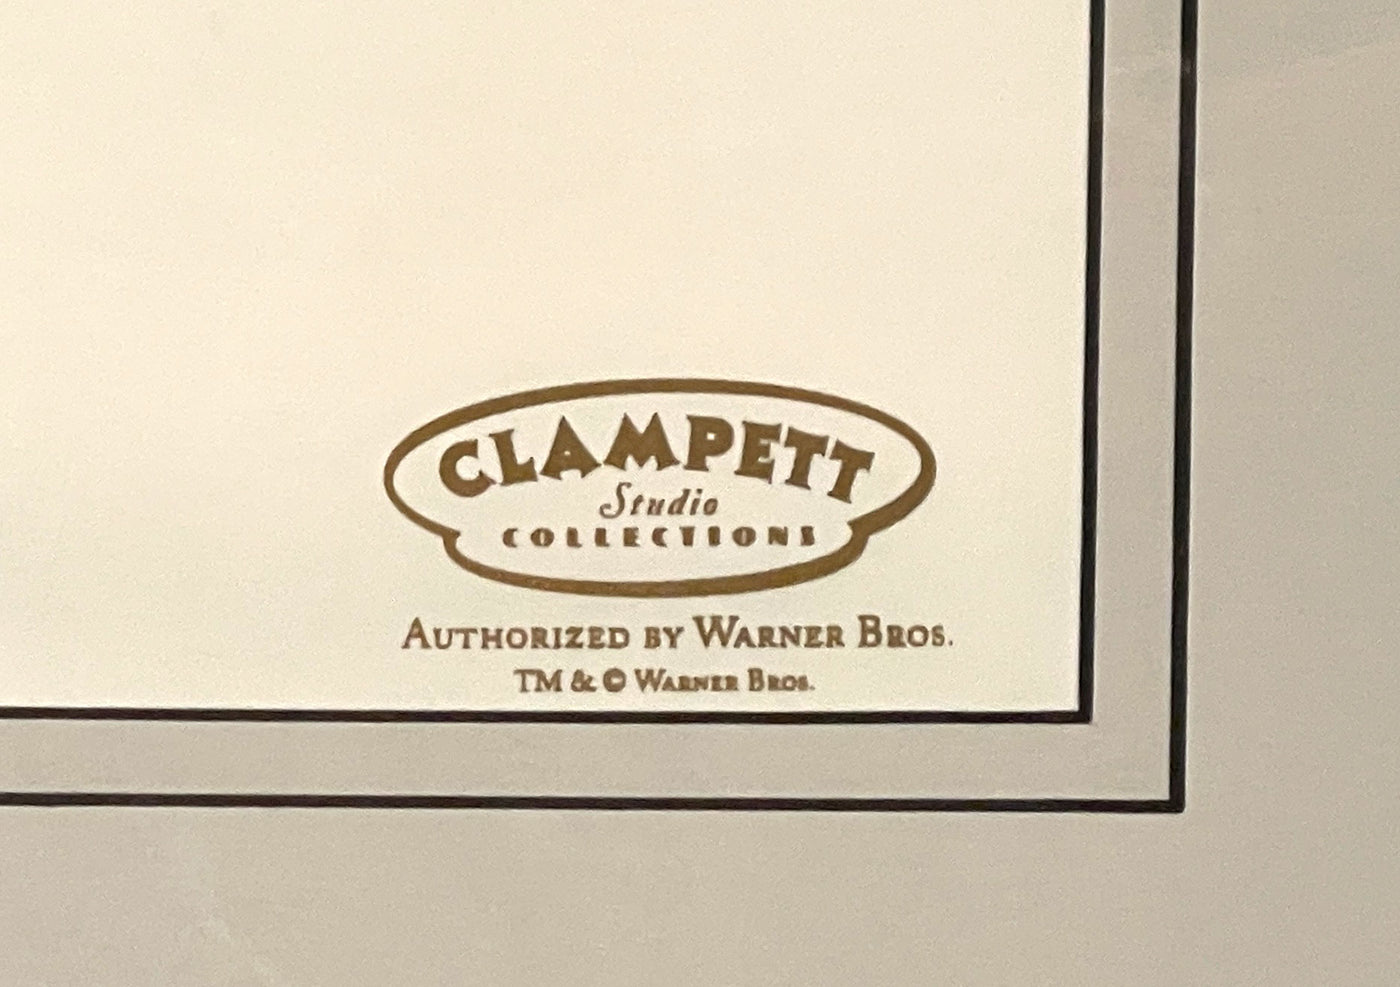 CLAMPETT
Studio
COLLECTIONS
AUTHORIZED BY WARNER BROS.
TM & © WARNER BROS.